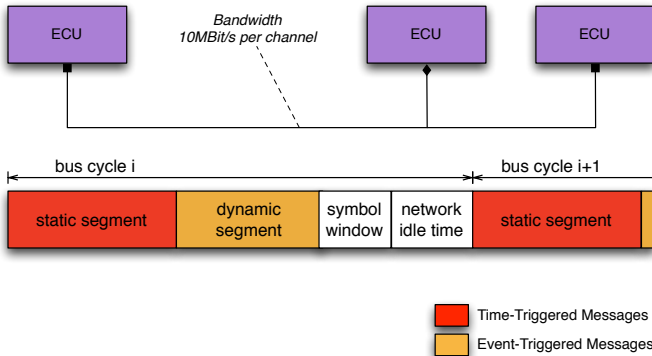 Bandwidth
10MBit/s per channel
ECU
ECU
ECU
bus cycle i
bus cycle i+1
static segment
dynamic
segment
symbol
window
network
idle time
static segment
Time-Triggered Messages
Event-Triggered Messages